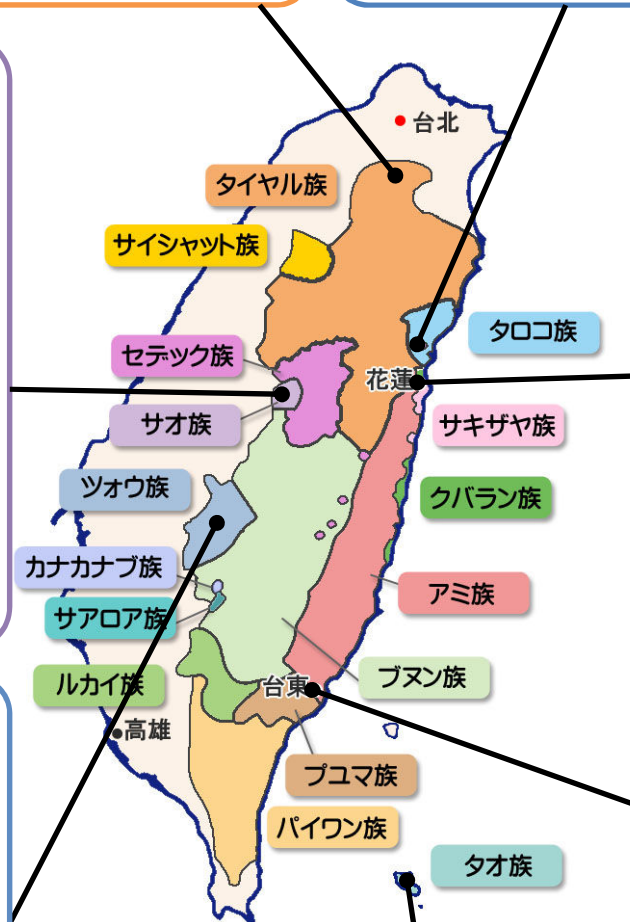 台北
タイヤル族
サイシャット族
タロコ族
セデック族
花蓮
サオ族
サキザヤ族
ツォウ族
クバラン族
カナカナブ族
アミ族
サアロア族
ブヌン族
ルカイ族
台東
高雄
プユマ族
パイワン族
タオ族